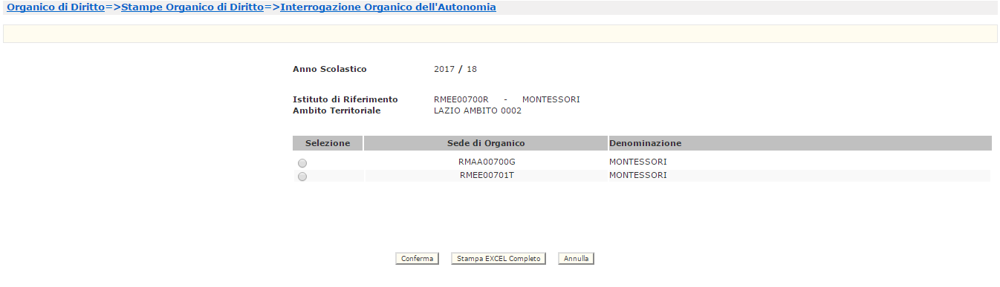 Organico di Diritto=>Stampe Organico di Diritto=>Interrogazione Organico dell'Autonomia
Anno Scolastico 2017 / 18
Istituto di Riferimento RMEE00700R - MONTESSORI
Ambito Territoriale LAZIO AMBITO 0002
Selezione Sede di Organico Denominazione
RMAA00700G MONTESSORI
RMEE00701T MONTESSORI
Conferma Stampa EXCEL Completo Annulla